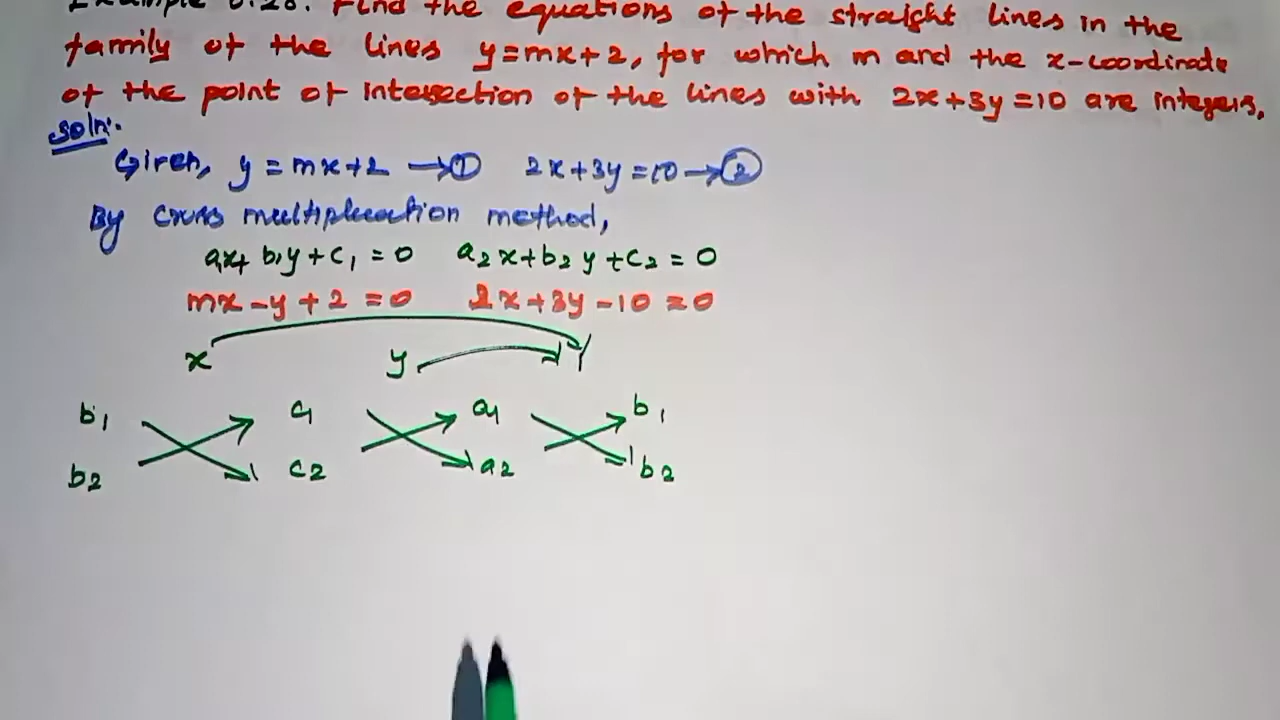 Example 6.28: Find the equations of the straight lines in the
family of the lines y=mx+2, for which m and the x-coordinate
of the point of intersection of the lines with 2x+3y=10 are integers.
Soln:
Given, y = mx+2 → ① 2x+3y=10 → ②
By cross multiplication method,
a₁x+ b₁y+c₁ = 0 a₂x+b₂y+c₂ = 0
mx-y+2 = 0 2x+3y-10=0
x y 1
b₁ c₁ a₁ b₁
b₂ c₂ a₂ b₂